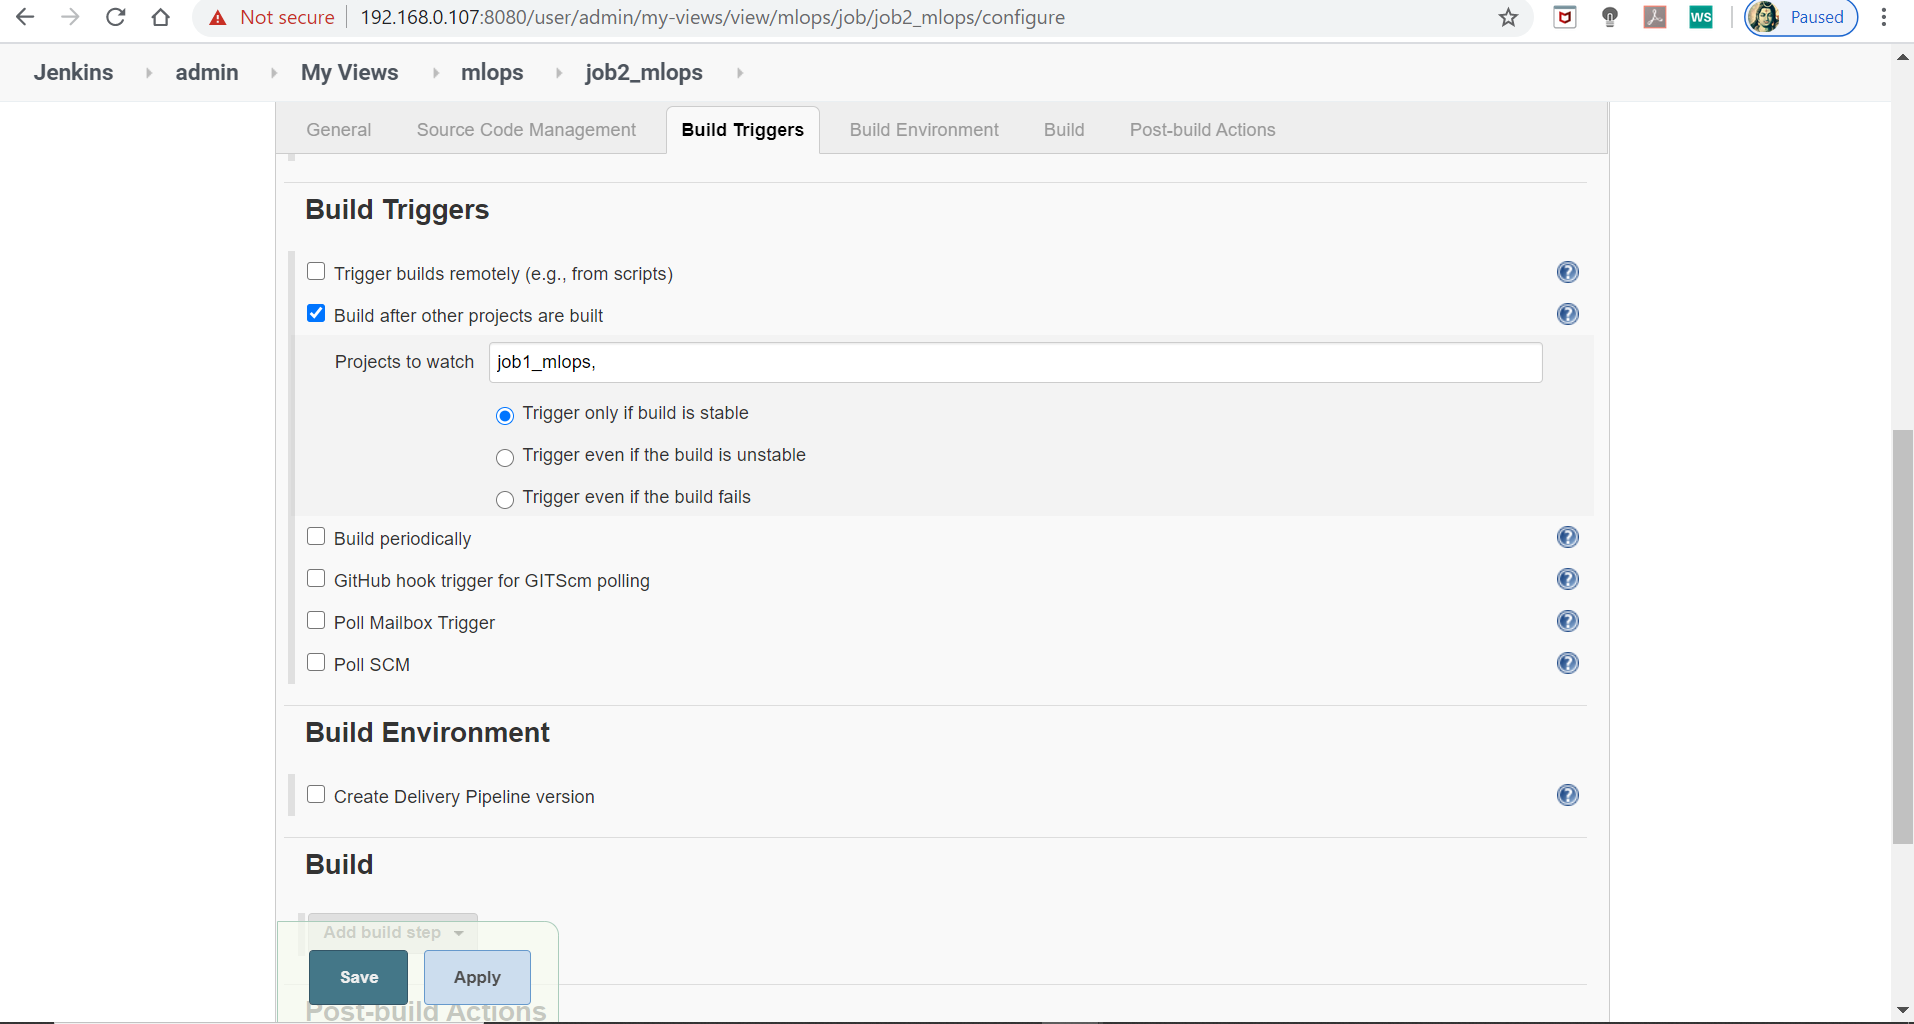 Not secure 192.168.0.107:8080/user/admin/my-views/view/mlops/job/job2_mlops/configure WS Paused
Jenkins admin My Views mlops job2_mlops
General Source Code Management Build Triggers Build Environment Build Post-build Actions
Build Triggers
Trigger builds remotely (e.g., from scripts)
Build after other projects are built
Projects to watch job1_mlops,
Trigger only if build is stable
Trigger even if the build is unstable
Trigger even if the build fails
Build periodically
GitHub hook trigger for GITScm polling
Poll Mailbox Trigger
Poll SCM
Build Environment
Create Delivery Pipeline version
Build
Add build step
Save Apply
Post-build Actions